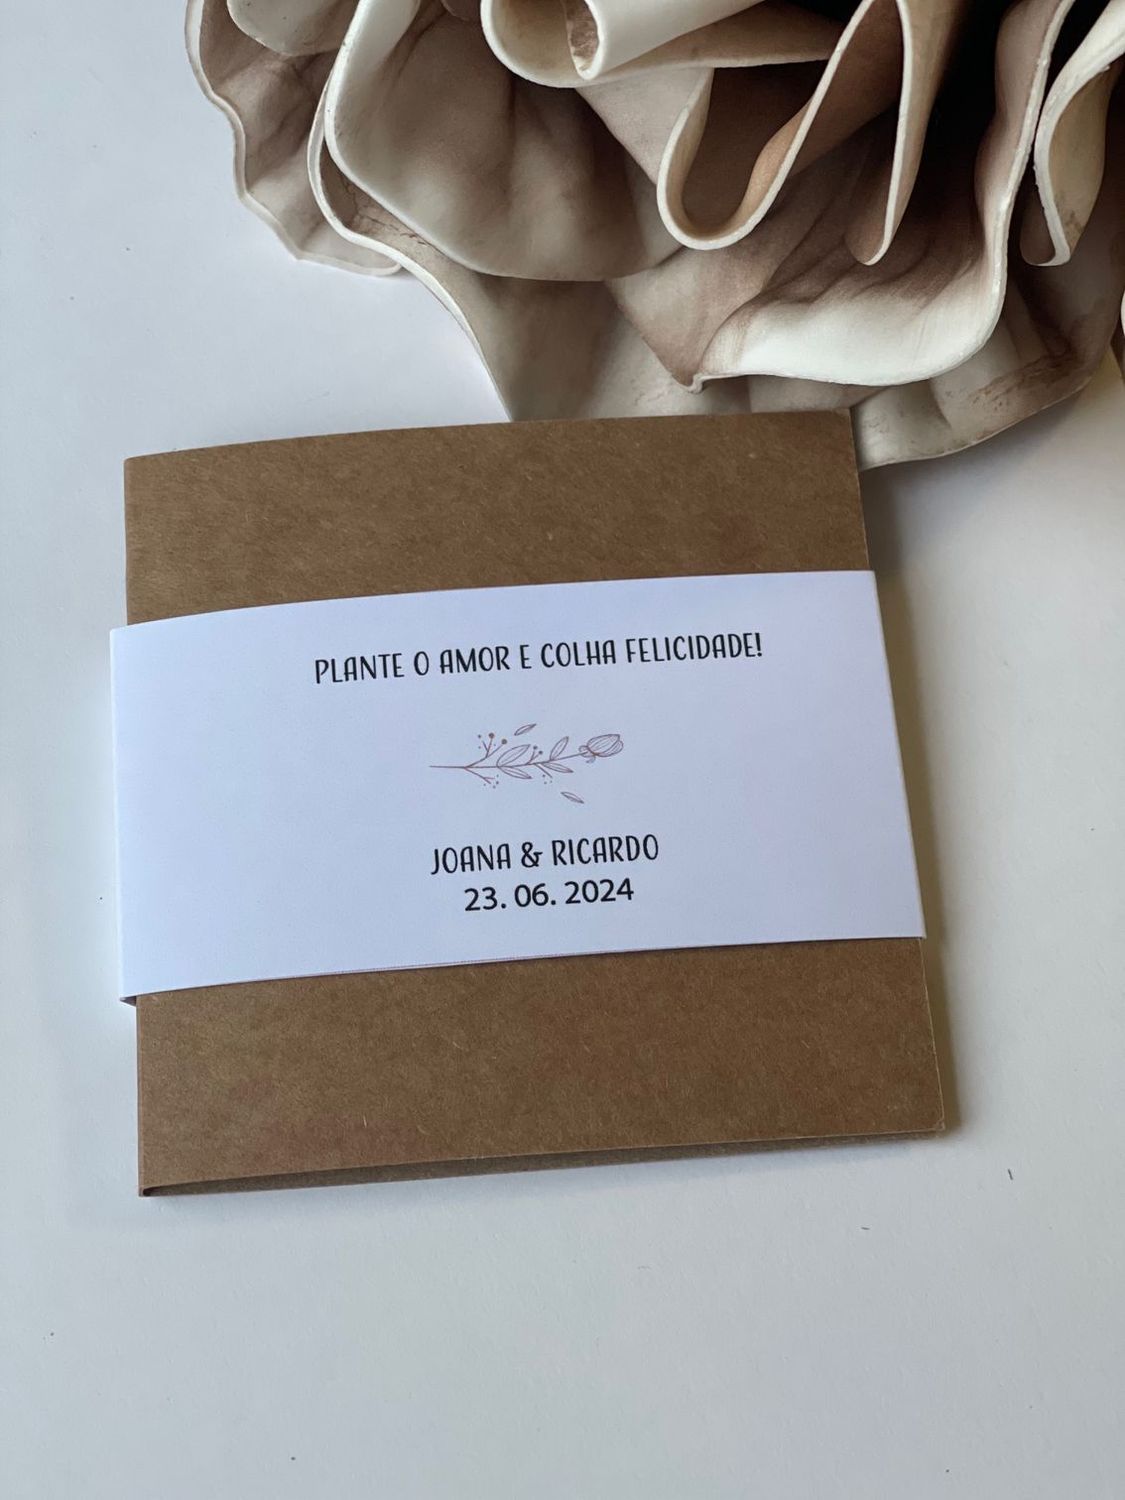 PLANTE O AMOR E COLHA FELICIDADE!
JOANA & RICARDO
23. 06. 2024